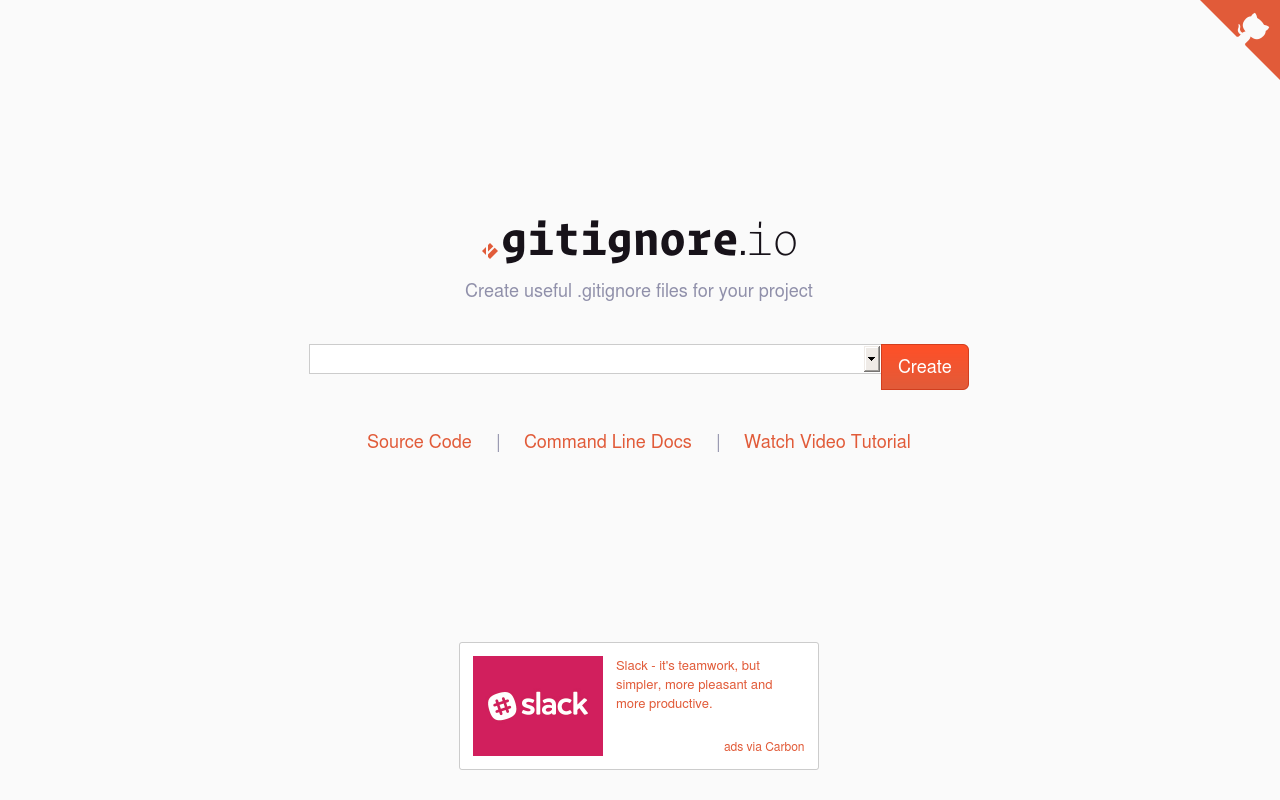 gitignore.io
Create useful .gitignore files for your project
Create
Source Code | Command Line Docs | Watch Video Tutorial
slack
Slack - it's teamwork, but
simpler, more pleasant and
more productive.
ads via Carbon